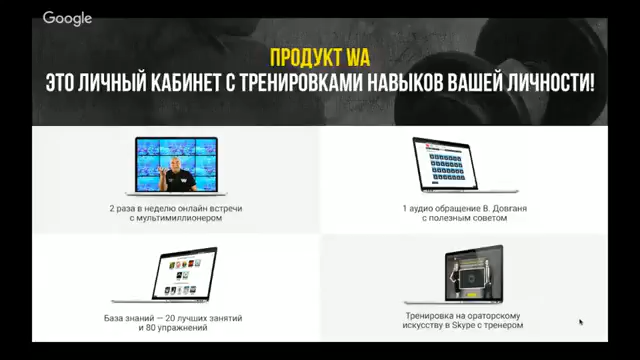 Google
ПРОДУКТ WA
ЭТО ЛИЧНЫЙ КАБИНЕТ С ТРЕНИРОВКАМИ НАВЫКОВ ВАШЕЙ ЛИЧНОСТИ!
2 раза в неделю онлайн встречи
с мультимиллионером
1 аудио обращение В. Довганя
с полезным советом
База знаний — 20 лучших занятий
и 80 упражнений
Тренировка на ораторскому
искусству в Skype с тренером